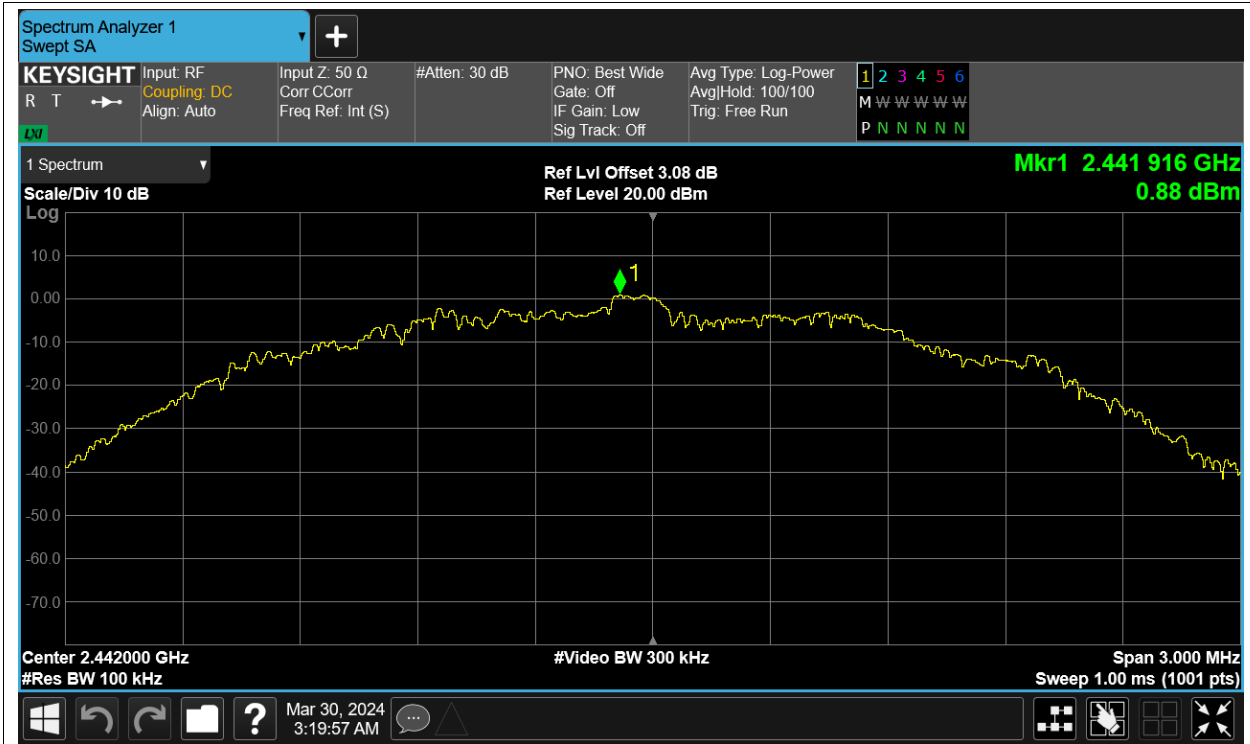 Spectrum Analyzer 1
Swept SA
KEYSIGHT
R T
LXI
Input: RF
Coupling: DC
Align: Auto
Input Z: 50 Ω
Corr CCorr
Freq Ref: Int (S)
#Atten: 30 dB
PNO: Best Wide
Gate: Off
IF Gain: Low
Sig Track: Off
Avg Type: Log-Power
Avg|Hold: 100/100
Trig: Free Run
1 2 3 4 5 6
M W W W W W
P N N N N N
1 Spectrum
Scale/Div 10 dB
Log
Ref Lvl Offset 3.08 dB
Ref Level 20.00 dBm
Mkr1 2.441 916 GHz
0.88 dBm
1
10.0
0.00
-10.0
-20.0
-30.0
-40.0
-50.0
-60.0
-70.0
Center 2.442000 GHz
#Video BW 300 kHz
Span 3.000 MHz
#Res BW 100 kHz
Sweep 1.00 ms (1001 pts)
?
Mar 30, 2024
3:19:57 AM